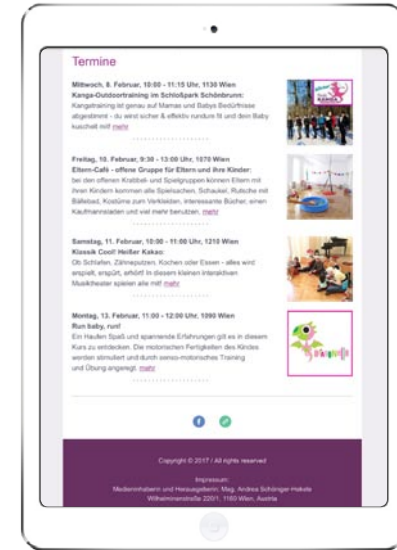 Termine
Mittwoch, 8. Februar, 10:00 - 11:15 Uhr, 1130 Wien
Kanga-Outdoortraining im Schloßpark Schönbrunn:
Kangatraining ist genau auf Mamas und Babys Bedürfnisse
abgestimmt - du wirst sicher & effektiv rundum fit und dein Baby
kuschelt mit! mehr
KANGA
Freitag, 10. Februar, 9:30 - 13:00 Uhr, 1070 Wien
Eltern-Café - offene Gruppe für Eltern und ihre Kinder:
bei den offenen Krabbel- und Spielgruppen können Eltern mit
ihren Kindern kommen alle Spielsachen, Schaukel, Rutsche mit
Bällebad, Kostüme zum Verkleiden, interessante Bücher, einen
Kaufmannsladen und viel mehr benutzen. mehr
Samstag, 11. Februar, 10:00 - 11:00 Uhr, 1210 Wien
Klassik Cool! Heißer Kakao:
Ob Schlafen, Zähneputzen, Kochen oder Essen - alles wird
erspielt, erspürt, erhört! In diesem kleinen interaktiven
Musiktheater spielen alle mit! mehr
Montag, 13. Februar, 11:00 - 12:00 Uhr, 1090 Wien
Run baby, run!
Ein Haufen Spaß und spannende Erfahrungen gilt es in diesem
Kurs zu entdecken. Die motorischen Fertigkeiten des Kindes
werden stimuliert und durch senso-motorisches Training
und Übung angeregt. mehr
Copyright © 2017 / All rights reserved
Impressum:
Medieninhaberin und Herausgeberin: Mag. Andrea Schöniger-Hekele
Wilhelminenstraße 220/1, 1160 Wien, Austria